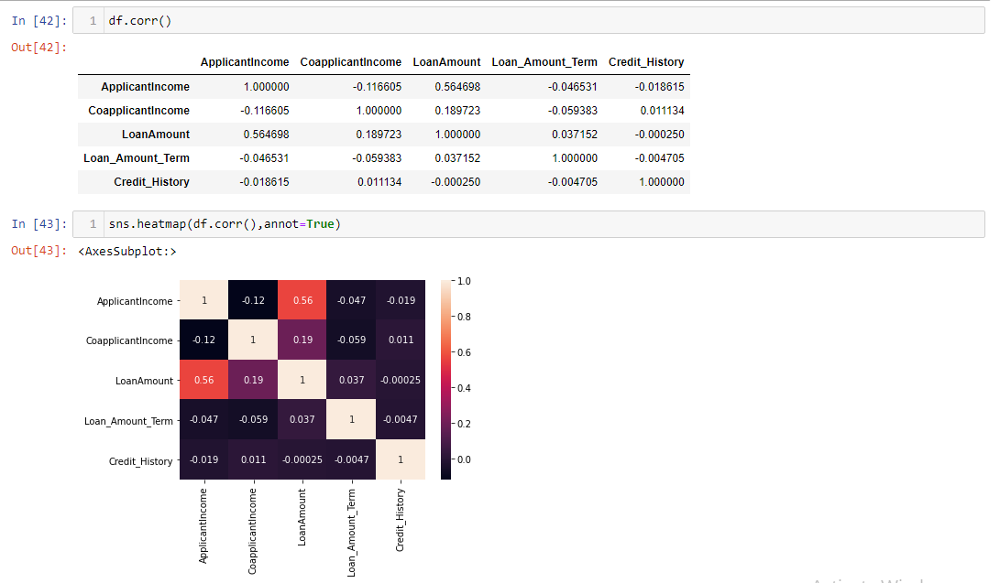 In [42]: 1 df.corr()
Out[42]:
ApplicantIncome CoapplicantIncome LoanAmount Loan_Amount_Term Credit_History
ApplicantIncome 1.000000 -0.116605 0.564698 -0.046531 -0.018615
CoapplicantIncome -0.116605 1.000000 0.189723 -0.059383 0.011134
LoanAmount 0.564698 0.189723 1.000000 0.037152 -0.000250
Loan_Amount_Term -0.046531 -0.059383 0.037152 1.000000 -0.004705
Credit_History -0.018615 0.011134 -0.000250 -0.004705 1.000000
In [43]: 1 sns.heatmap(df.corr(),annot=True)
Out[43]: <AxesSubplot:>
1.0
ApplicantIncome 1 -0.12 0.56 -0.047 -0.019
0.8
CoapplicantIncome -0.12 1 0.19 -0.059 0.011
0.6
LoanAmount 0.56 0.19 1 0.037 -0.00025
0.4
Loan_Amount_Term -0.047 -0.059 0.037 1 -0.0047
0.2
Credit_History -0.019 0.011 -0.00025 -0.0047 1
0.0
ApplicantIncome
CoapplicantIncome
LoanAmount
Loan_Amount_Term
Credit_History